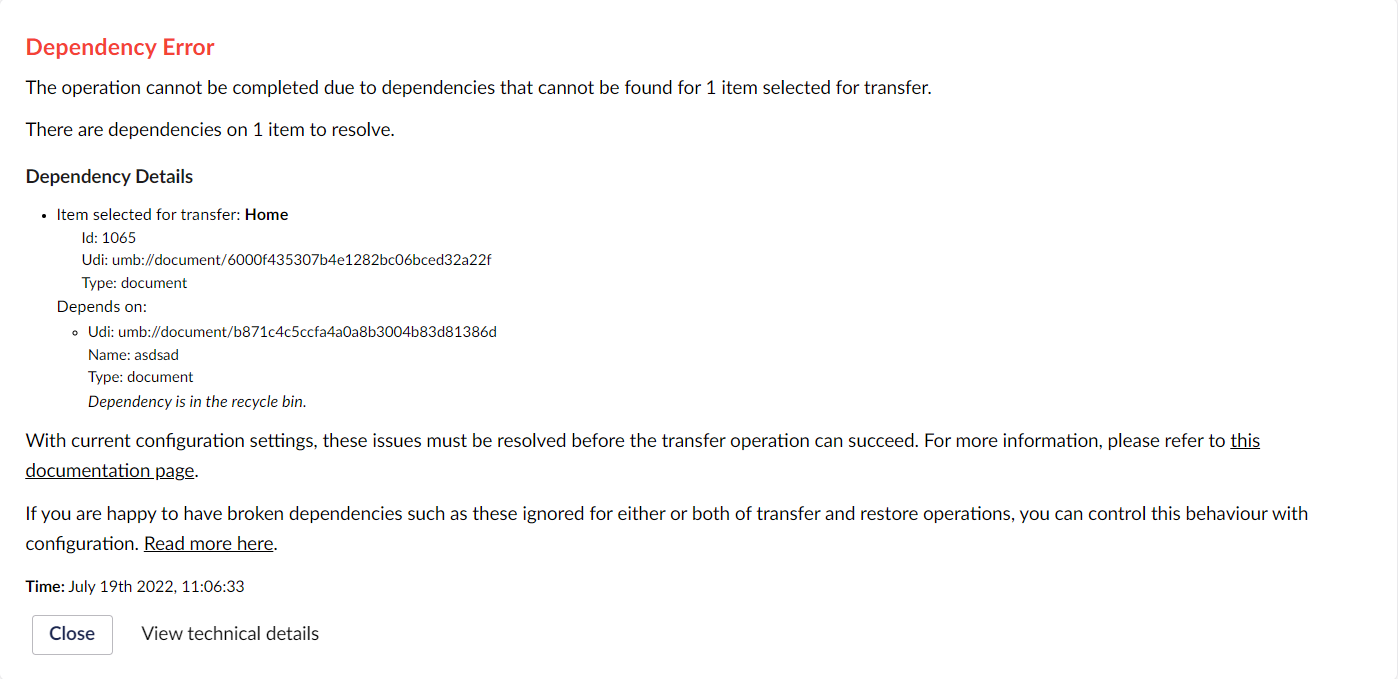 Dependency Error
The operation cannot be completed due to dependencies that cannot be found for 1 item selected for transfer.
There are dependencies on 1 item to resolve.
Dependency Details
• Item selected for transfer: Home
Id: 1065
Udi: umb://document/6000f435307b4e1282bc06bced32a22f
Type: document
Depends on:
◦ Udi: umb://document/b871c4c5ccfa4a0a8b3004b83d81386d
Name: asdsad
Type: document
Dependency is in the recycle bin.
With current configuration settings, these issues must be resolved before the transfer operation can succeed. For more information, please refer to this
documentation page.
If you are happy to have broken dependencies such as these ignored for either or both of transfer and restore operations, you can control this behaviour with
configuration. Read more here.
Time: July 19th 2022, 11:06:33
Close View technical details